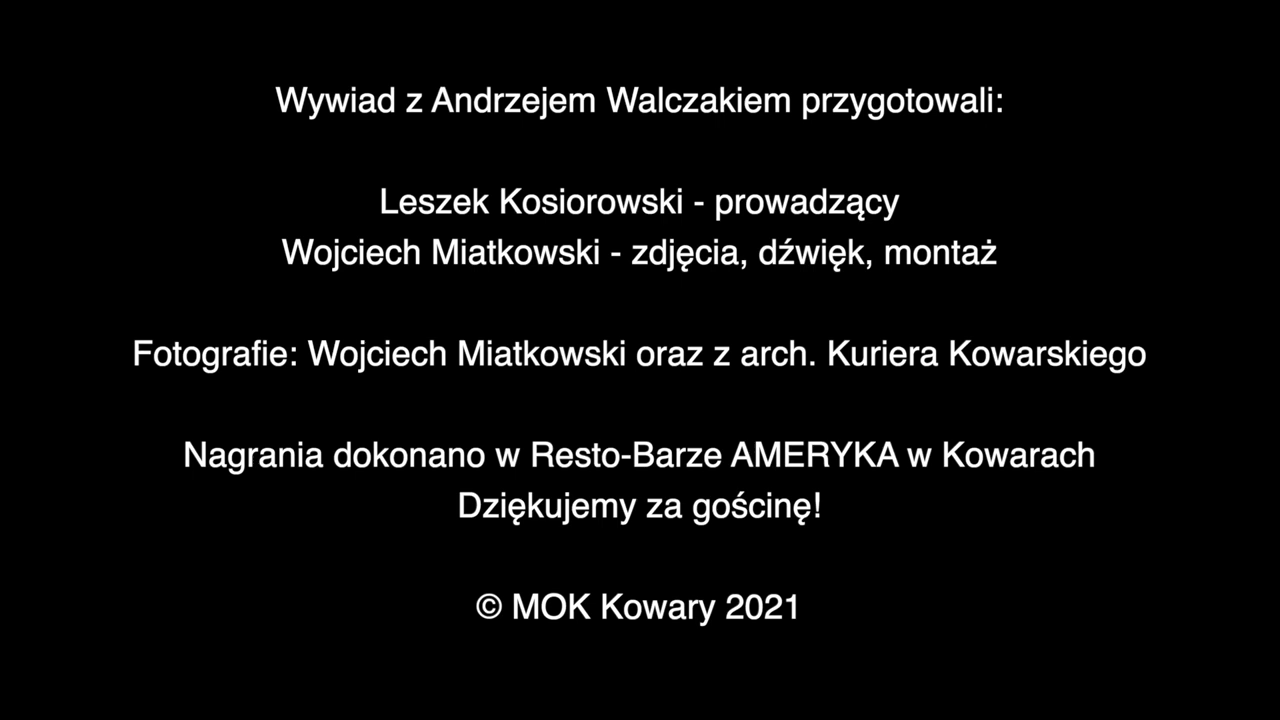 Wywiad z Andrzejem Walczakiem przygotowali:
Leszek Kosiorowski - prowadzący
Wojciech Miatkowski - zdjęcia, dźwięk, montaż
Fotografie: Wojciech Miatkowski oraz z arch. Kuriera Kowarskiego
Nagrania dokonano w Resto-Barze AMERYKA w Kowarach
Dziękujemy za gościnę!
© MOK Kowary 2021